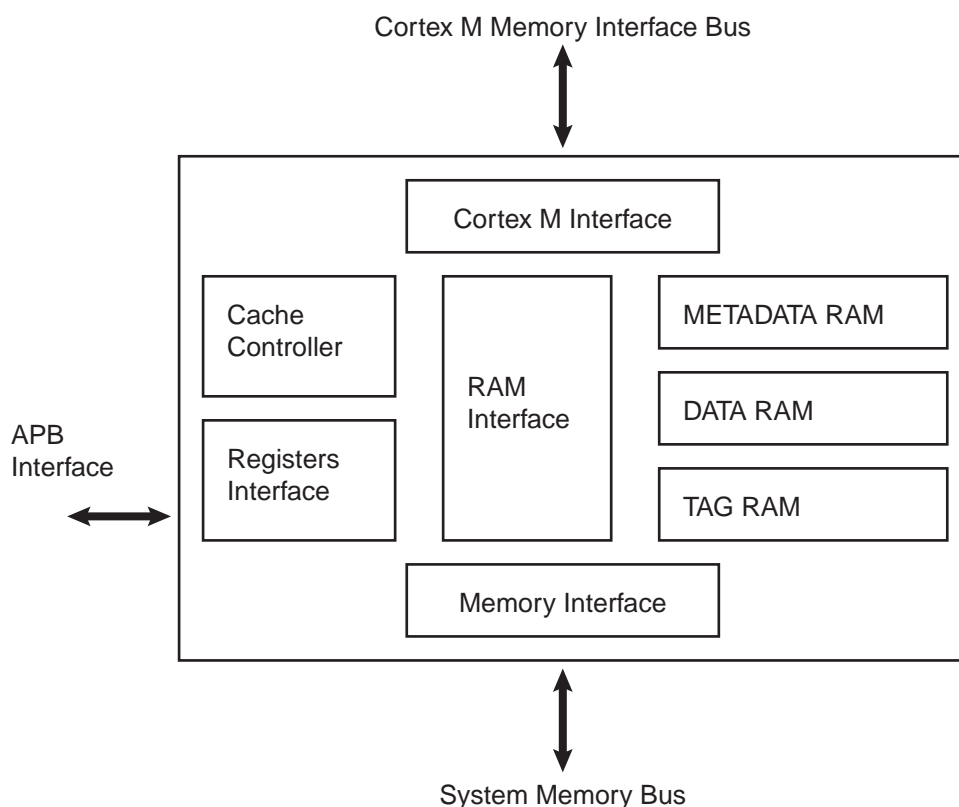 Cortex M Memory Interface Bus
Cortex M Interface
Cache
Controller
RAM
Interface
METADATA RAM
DATA RAM
TAG RAM
APB
Interface
Registers
Interface
Memory Interface
System Memory Bus